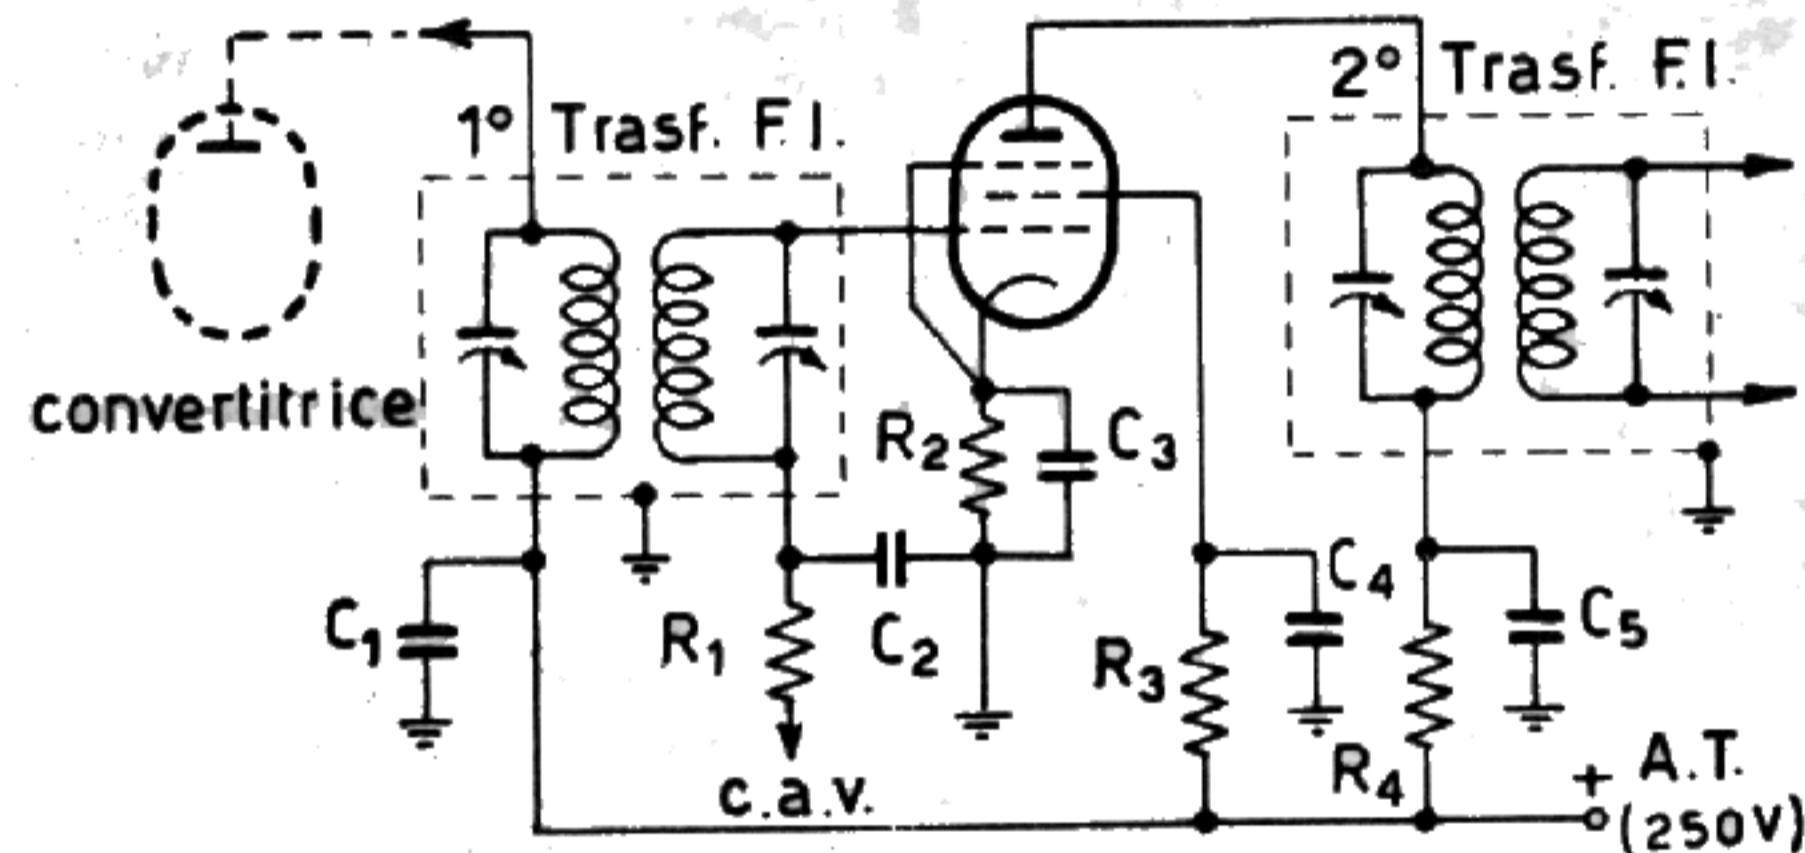 1° Trasf. F.I.
2° Trasf. F.I.
convertitrice
R2
C3
C1
R1
C2
R3
C4
R4
C5
c.a.v.
+ A.T.
(250V)